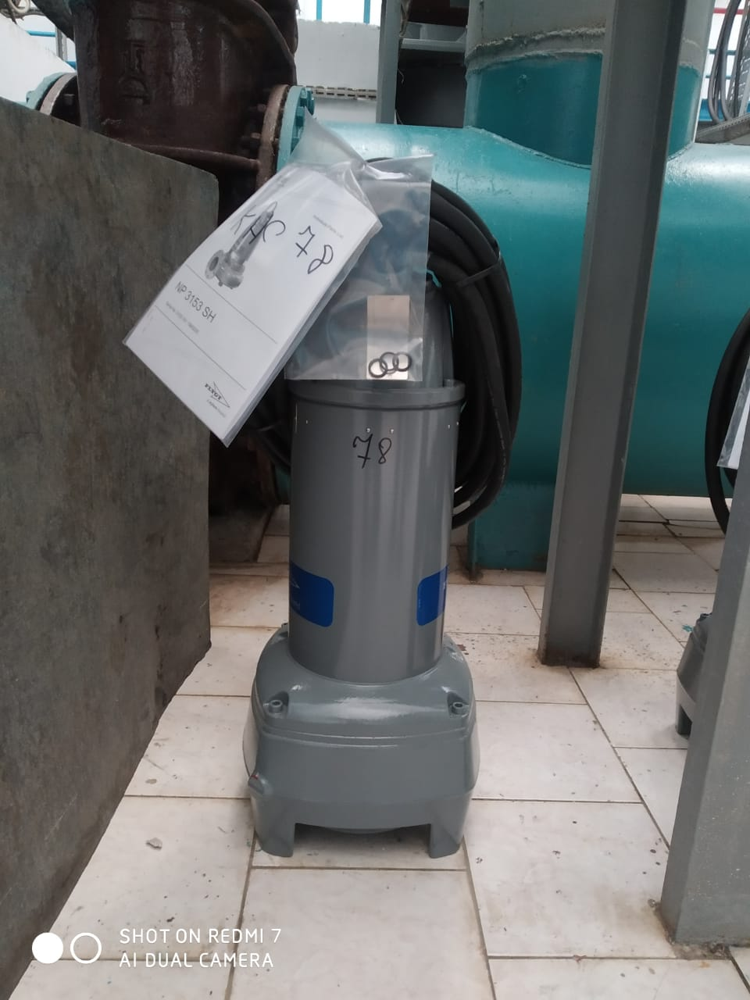 КНС 78
NP 3153 SH
FLYGT
78
SHOT ON REDMI 7
AI DUAL CAMERA